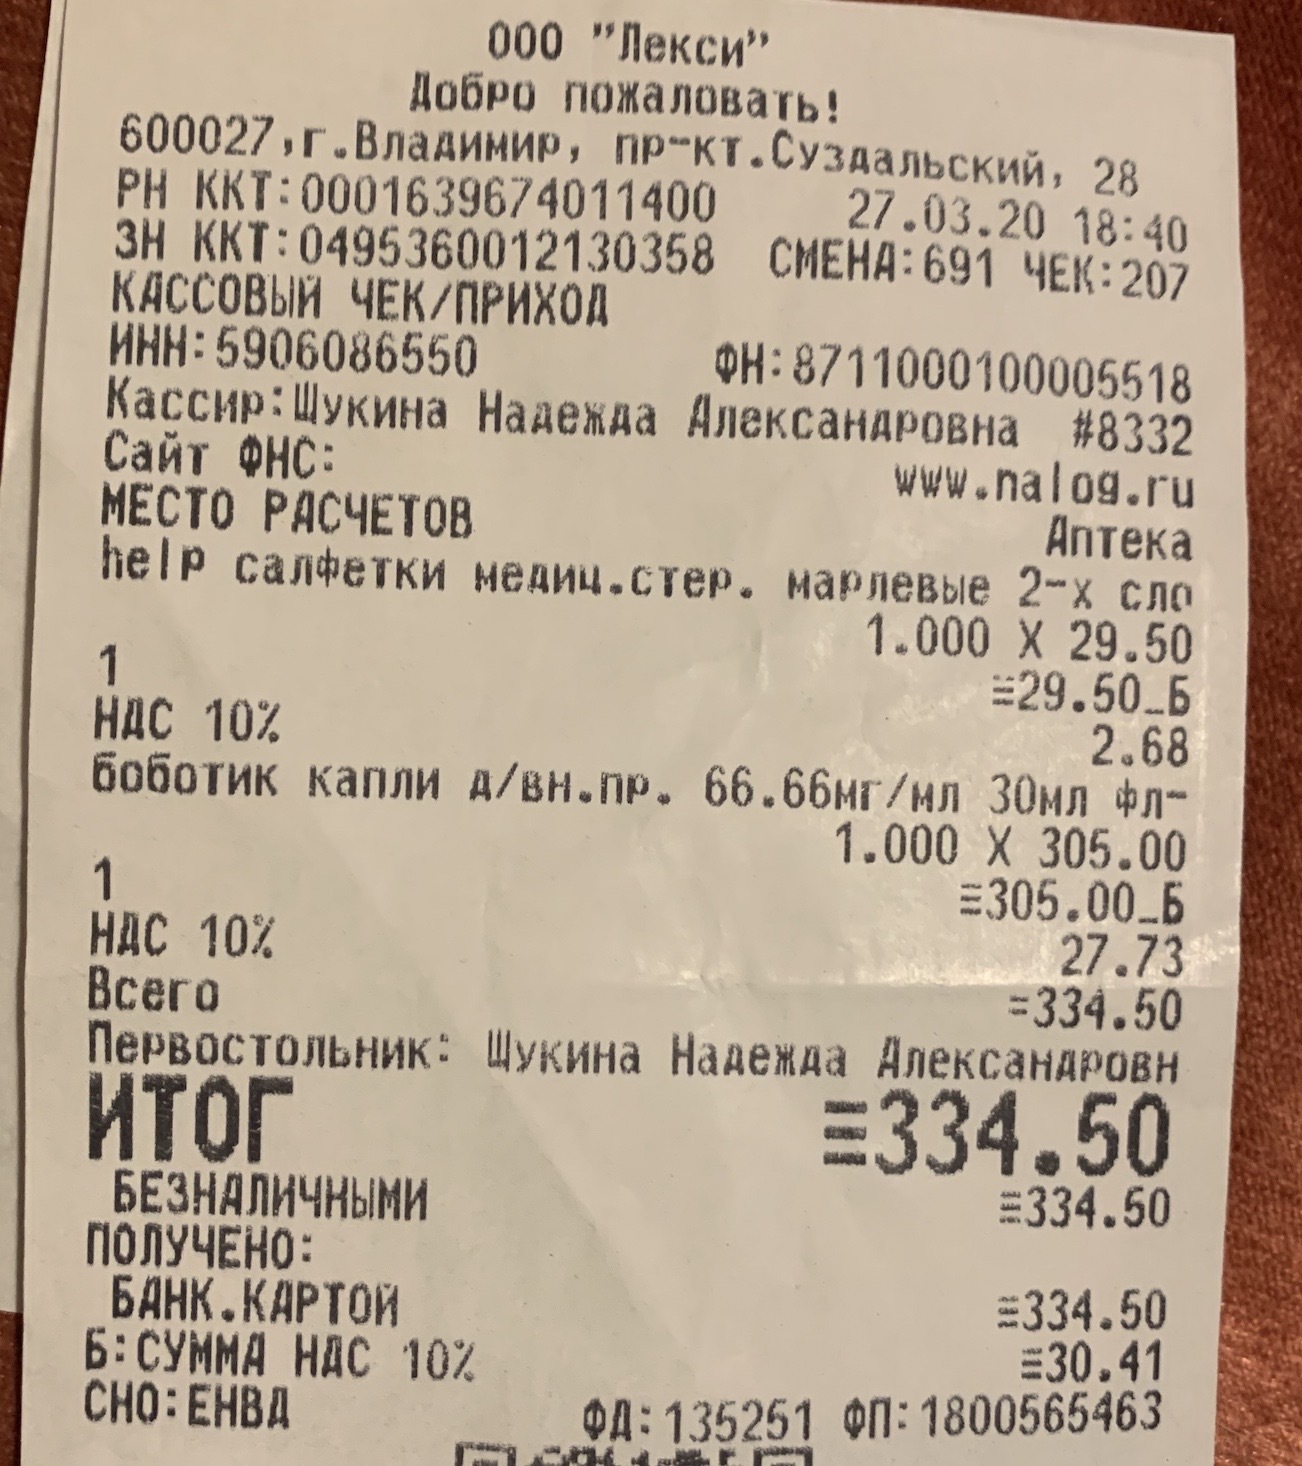 ООО "Лекси"
Добро пожаловать!
600027,г.Владимир, пр-кт.Суздальский, 28
РН ККТ:0001639674011400 27.03.20 18:40
ЗН ККТ:0495360012130358 СМЕНА:691 ЧЕК:207
КАССОВЫЙ ЧЕК/ПРИХОД
ИНН:5906086550 ФН:8711000100005518
Кассир:Щукина Надежда Александровна #8332
Сайт ФНС: www.nalog.ru
МЕСТО РАСЧЕТОВ Аптека
help салфетки медиц.стер. марлевые 2-х сло
1.000 X 29.50
1 ≡29.50_Б
НДС 10% 2.68
боботик капли д/вн.пр. 66.66мг/мл 30мл фл-
1.000 X 305.00
1 ≡305.00_Б
НДС 10% 27.73
Всего =334.50
Первостольник: Щукина Надежда Александровн
ИТОГ ≡334.50
БЕЗНАЛИЧНЫМИ ≡334.50
ПОЛУЧЕНО:
БАНК.КАРТОЙ ≡334.50
Б:СУММА НДС 10% ≡30.41
СНО:ЕНВД ФД:135251 ФП:1800565463